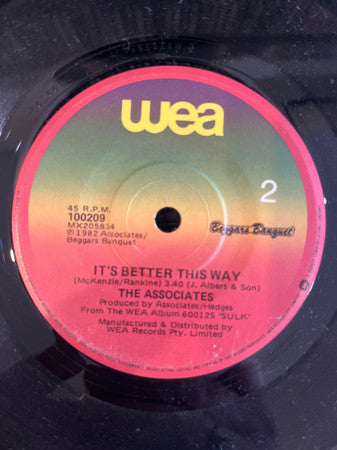 wea
45 R.P.M.
100209
MX205834
℗1982 Associates/
Beggars Banquet
2
Beggars Banquet
IT'S BETTER THIS WAY
(McKenzie/Rankine) 3.40 (J. Albert & Son)
THE ASSOCIATES
Produced by Associates/Hedges
From The WEA Album 600125 'SULK'
Manufactured & Distributed by
WEA Records Pty. Limited